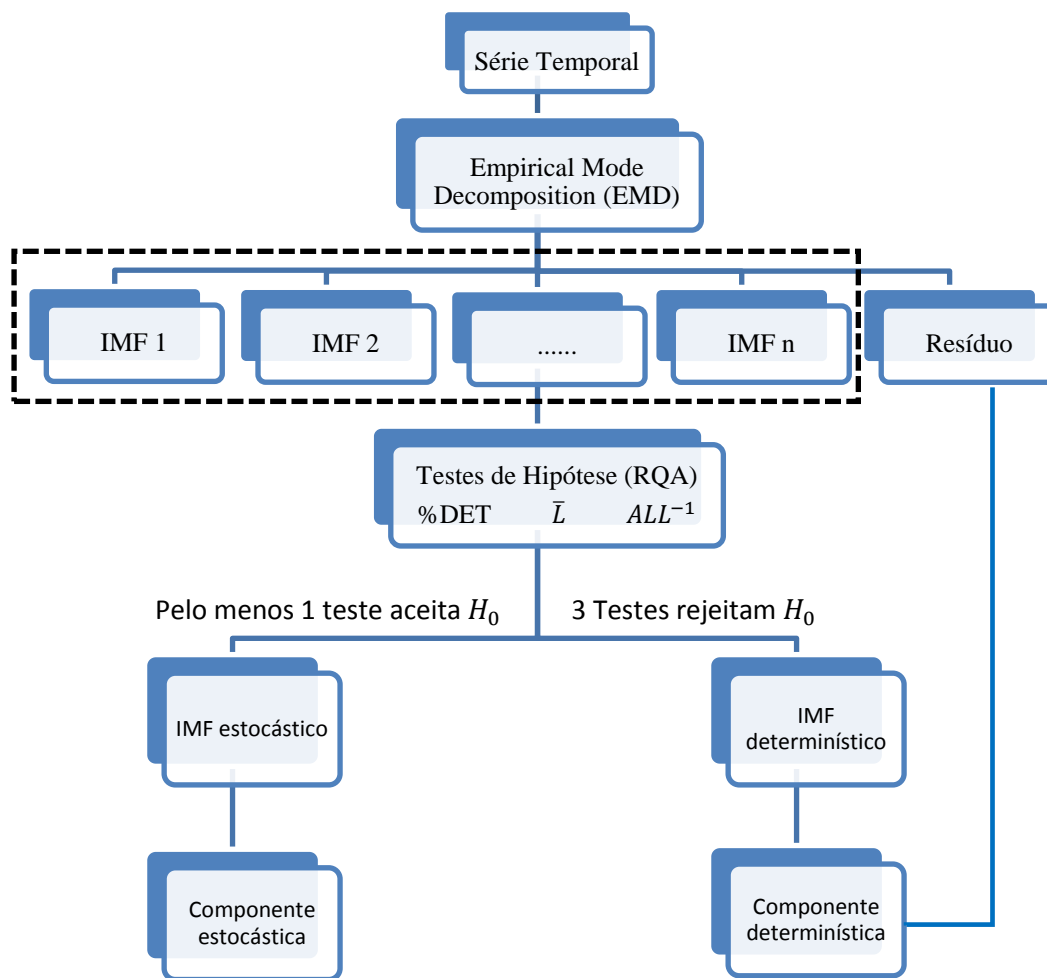 Série Temporal
Empirical Mode
Decomposition (EMD)
IMF 1
IMF 2
......
IMF n
Resíduo
Testes de Hipótese (RQA)
%DET L̅ ALL⁻¹
Pelo menos 1 teste aceita H₀
3 Testes rejeitam H₀
IMF estocástico
IMF
determinístico
Componente
estocástica
Componente
determinística